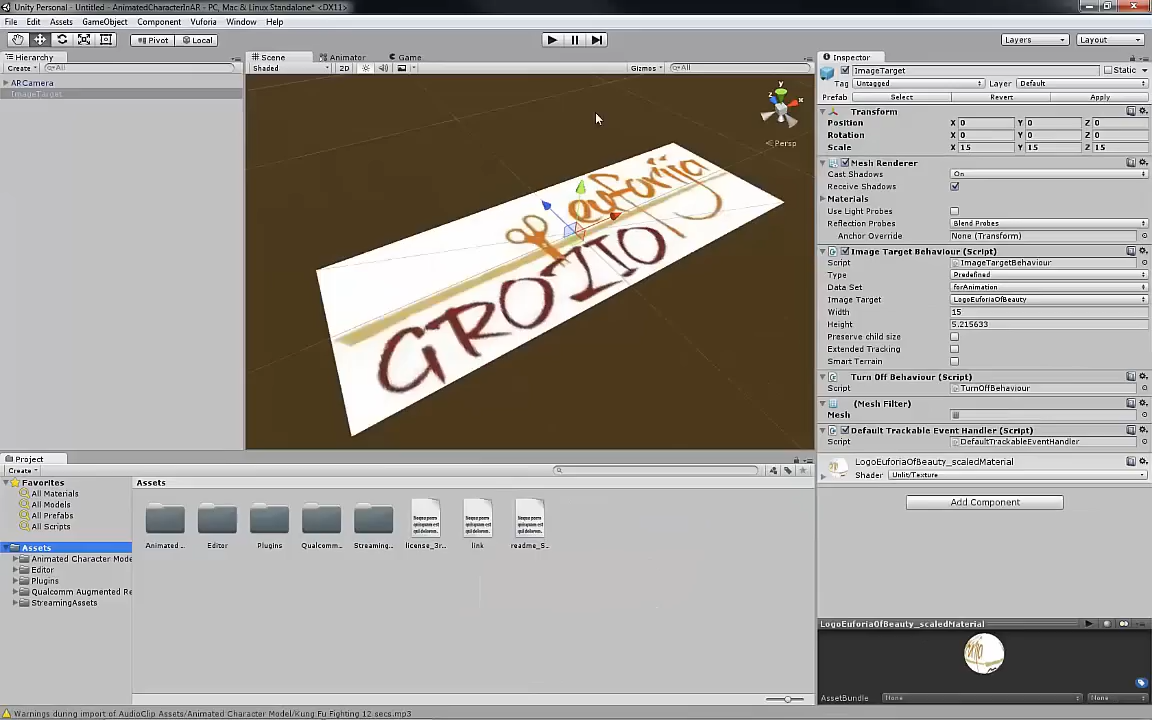 Unity Personal - Untitled - AnimatedCharacterInAR - PC, Mac & Linux Standalone* <DX11>
File Edit Assets GameObject Component Vuforia Window Help
Pivot Local Layers Layout
Hierarchy
Create All
ARCamera
ImageTarget
Scene Animator Game
Shaded 2D Gizmos All
y
x
z
Persp
euforija
GROZIO
Inspector
ImageTarget Static
Tag Untagged Layer Default
Prefab Select Revert Apply
Transform
Position X 0 Y 0 Z 0
Rotation X 0 Y 0 Z 0
Scale X 15 Y 15 Z 15
Mesh Renderer
Cast Shadows On
Receive Shadows
Materials
Use Light Probes
Reflection Probes Blend Probes
Anchor Override None (Transform)
Image Target Behaviour (Script)
Script ImageTargetBehaviour
Type Predefined
Data Set forAnimation
Image Target LogoEuforiaOfBeauty
Width 15
Height 5.215633
Preserve child size
Extended Tracking
Smart Terrain
Turn Off Behaviour (Script)
Script TurnOffBehaviour
(Mesh Filter)
Mesh
Default Trackable Event Handler (Script)
Script DefaultTrackableEventHandler
LogoEuforiaOfBeauty_scaledMaterial
Shader Unlit/Texture
Add Component
LogoEuforiaOfBeauty_scaledMaterial
AssetBundle None None
Project
Create
Favorites
All Materials
All Models
All Prefabs
All Scripts
Assets
Animated Character Mode
Editor
Plugins
Qualcomm Augmented Re
StreamingAssets
Assets
Animated ... Editor Plugins Qualcomm... Streaming... license_3r... link readme_S...
Warnings during import of AudioClip Assets/Animated Character Model/Kung Fu Fighting 12 secs.mp3